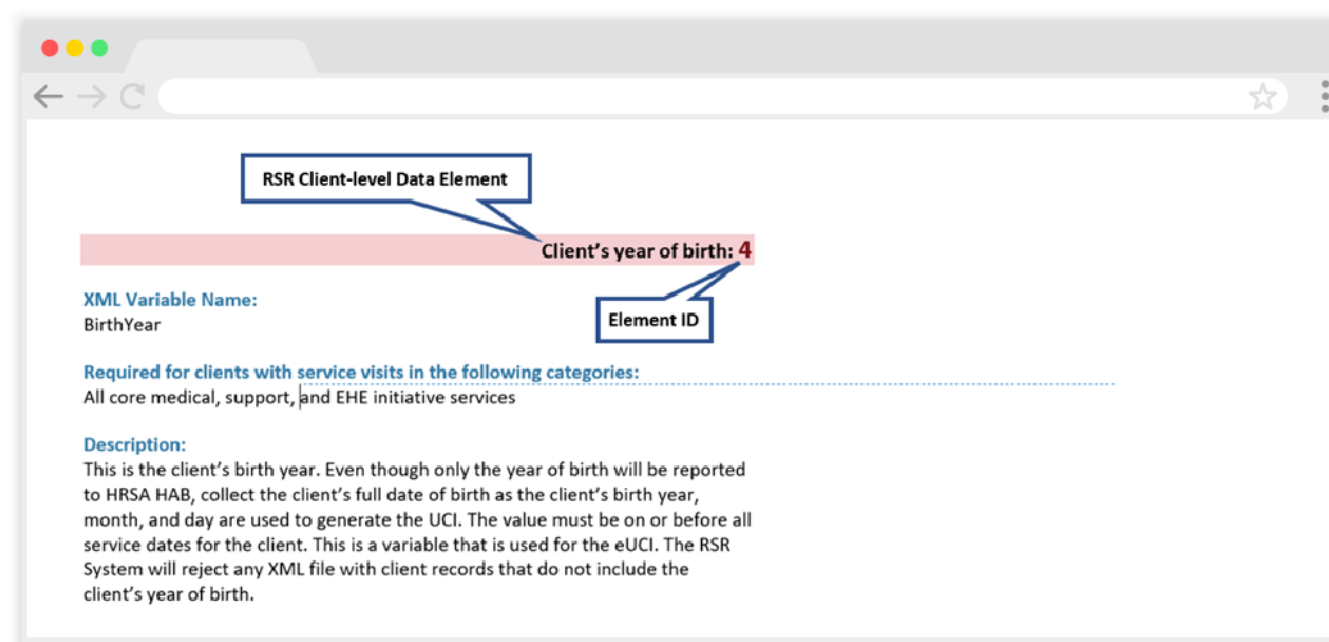 RSR Client-level Data Element
Client's year of birth: 4
XML Variable Name:
BirthYear
Element ID
Required for clients with service visits in the following categories:
All core medical, support, and EHE initiative services
Description:
This is the client's birth year. Even though only the year of birth will be reported
to HRSA HAB, collect the client's full date of birth as the client's birth year,
month, and day are used to generate the UCI. The value must be on or before all
service dates for the client. This is a variable that is used for the eUCI. The RSR
System will reject any XML file with client records that do not include the
client's year of birth.